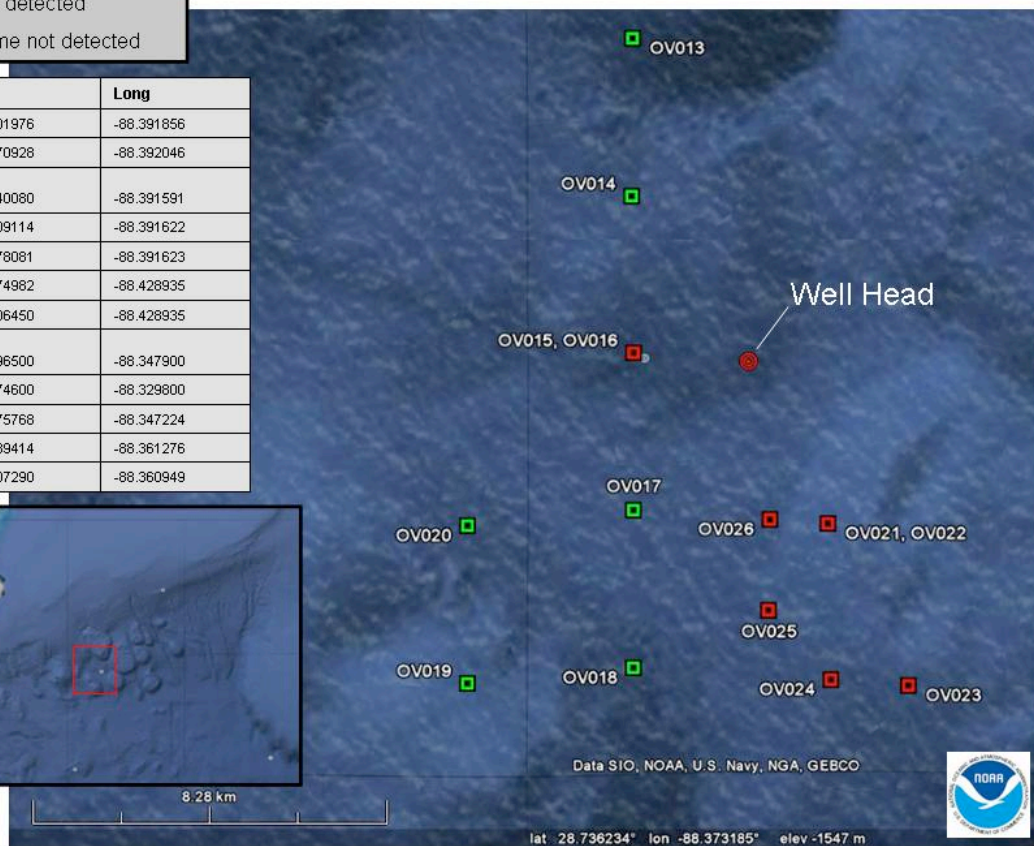 detected
me not detected
Long
01976 -88.391856
70928 -88.392046
40080 -88.391591
09114 -88.391622
78081 -88.391623
74982 -88.428935
06450 -88.428935
96500 -88.347900
74600 -88.329800
75768 -88.347224
-88.361276
07290 -88.360949
OV013
OV014
Well Head
OV015, OV016
OV017
OV020
OV026
OV021, OV022
OV025
OV019
OV018
OV024
OV023
Data SIO, NOAA, U.S. Navy, NGA, GEBCO
8.28 km
lat 28.736234° lon -88.373185° elev -1547 m
NOAA